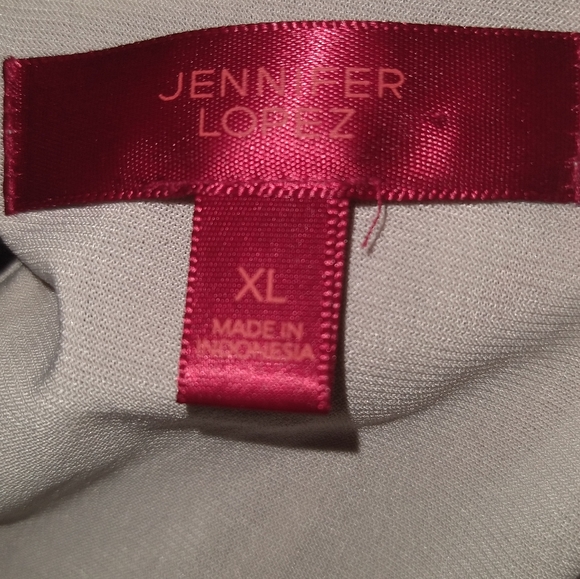 JENNIFER
LOPEZ
XL
MADE IN
INDONESIA